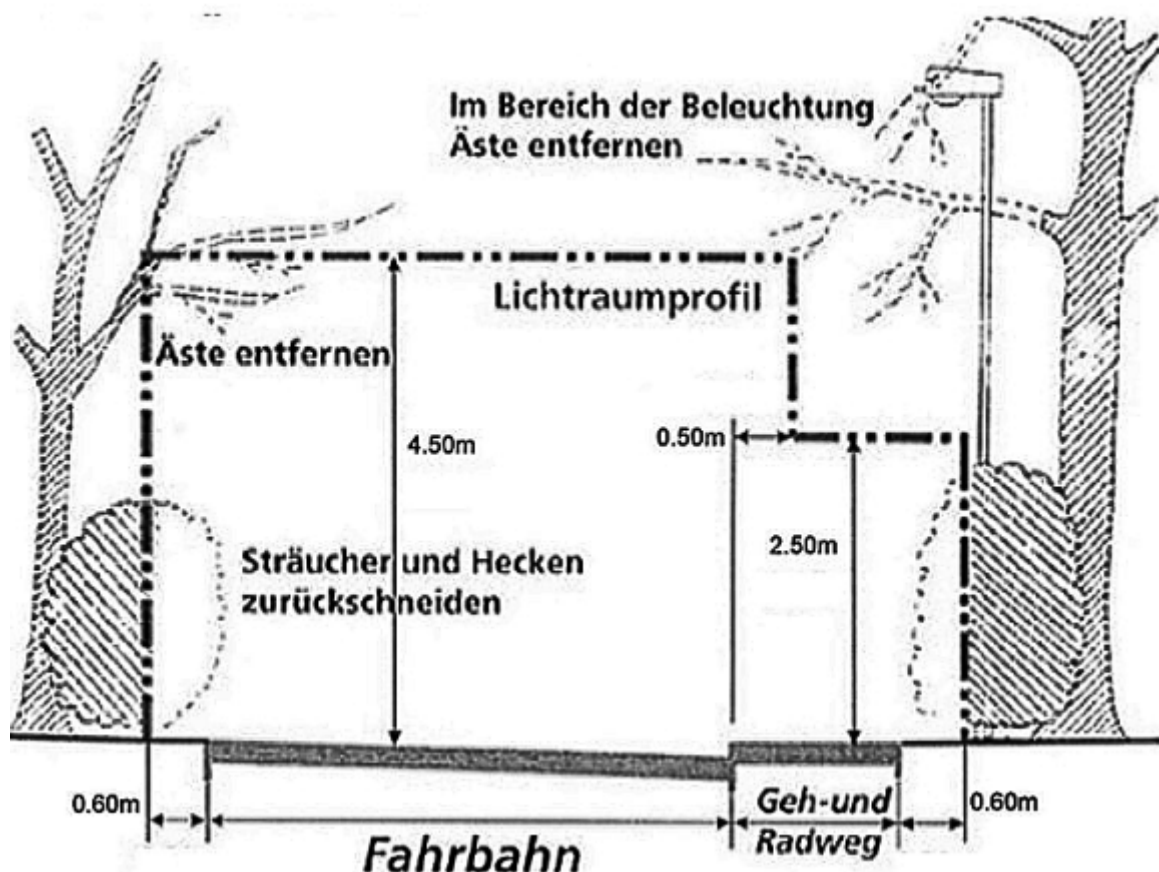 Im Bereich der Beleuchtung
Äste entfernen
Lichtraumprofil
Äste entfernen
4.50m
0.50m
2.50m
Sträucher und Hecken
zurückschneiden
0.60m
Geh-und
Radweg
0.60m
Fahrbahn